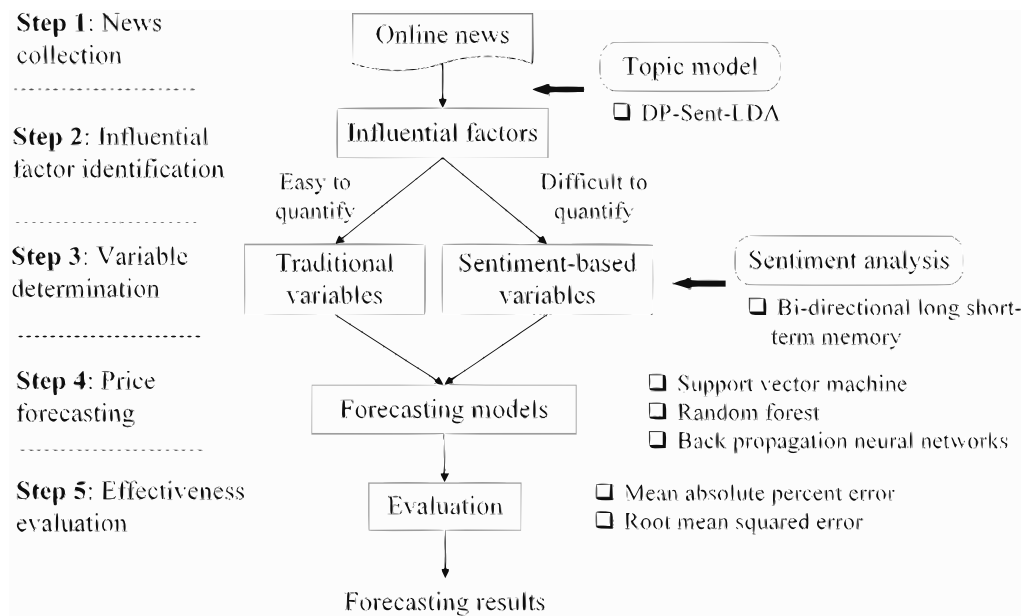 Step 1: News
collection
Online news
Topic model
❑ DP-Sent-LDA
Step 2: Influential
factor identification
Influential factors
Easy to
quantify
Difficult to
quantify
Step 3: Variable
determination
Traditional
variables
Sentiment-based
variables
Sentiment analysis
❑ Bi-directional long short-
term memory
Step 4: Price
forecasting
Forecasting models
❑ Support vector machine
❑ Random forest
❑ Back propagation neural networks
Step 5: Effectiveness
evaluation
Evaluation
❑ Mean absolute percent error
❑ Root mean squared error
Forecasting results